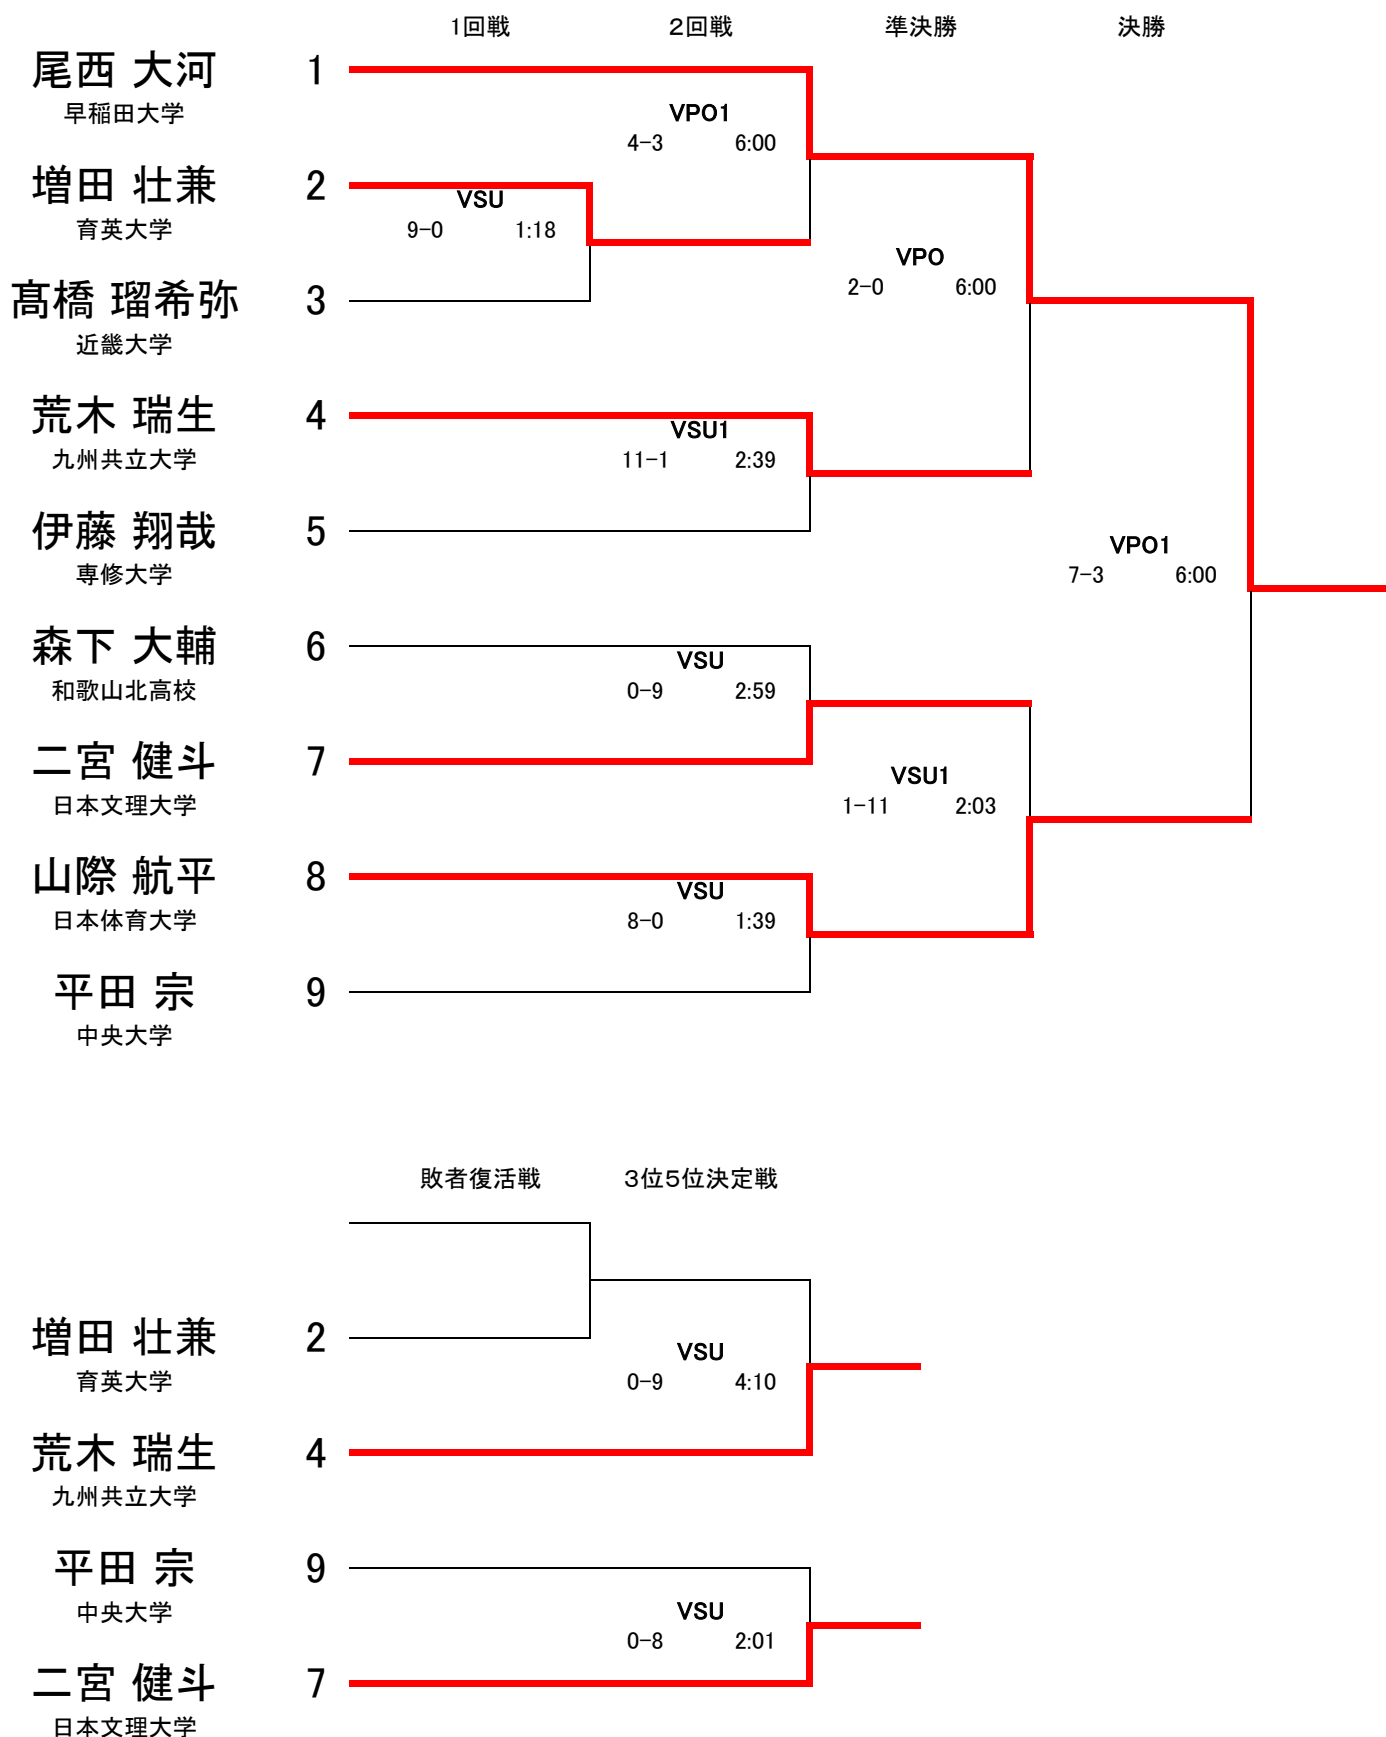 1回戦 2回戦 準決勝 決勝
尾西 大河 1
早稲田大学
VPO1
4-3 6:00
増田 壮兼 2
育英大学
VSU
9-0 1:18
髙橋 瑠希弥 3
近畿大学
VPO
2-0 6:00
荒木 瑞生 4
九州共立大学
VSU1
11-1 2:39
伊藤 翔哉 5
専修大学
VPO1
7-3 6:00
森下 大輔 6
和歌山北高校
VSU
0-9 2:59
二宮 健斗 7
日本文理大学
VSU1
1-11 2:03
山際 航平 8
日本体育大学
VSU
8-0 1:39
平田 宗 9
中央大学
敗者復活戦 3位5位決定戦
増田 壮兼 2
育英大学
VSU
0-9 4:10
荒木 瑞生 4
九州共立大学
平田 宗 9
中央大学
VSU
0-8 2:01
二宮 健斗 7
日本文理大学